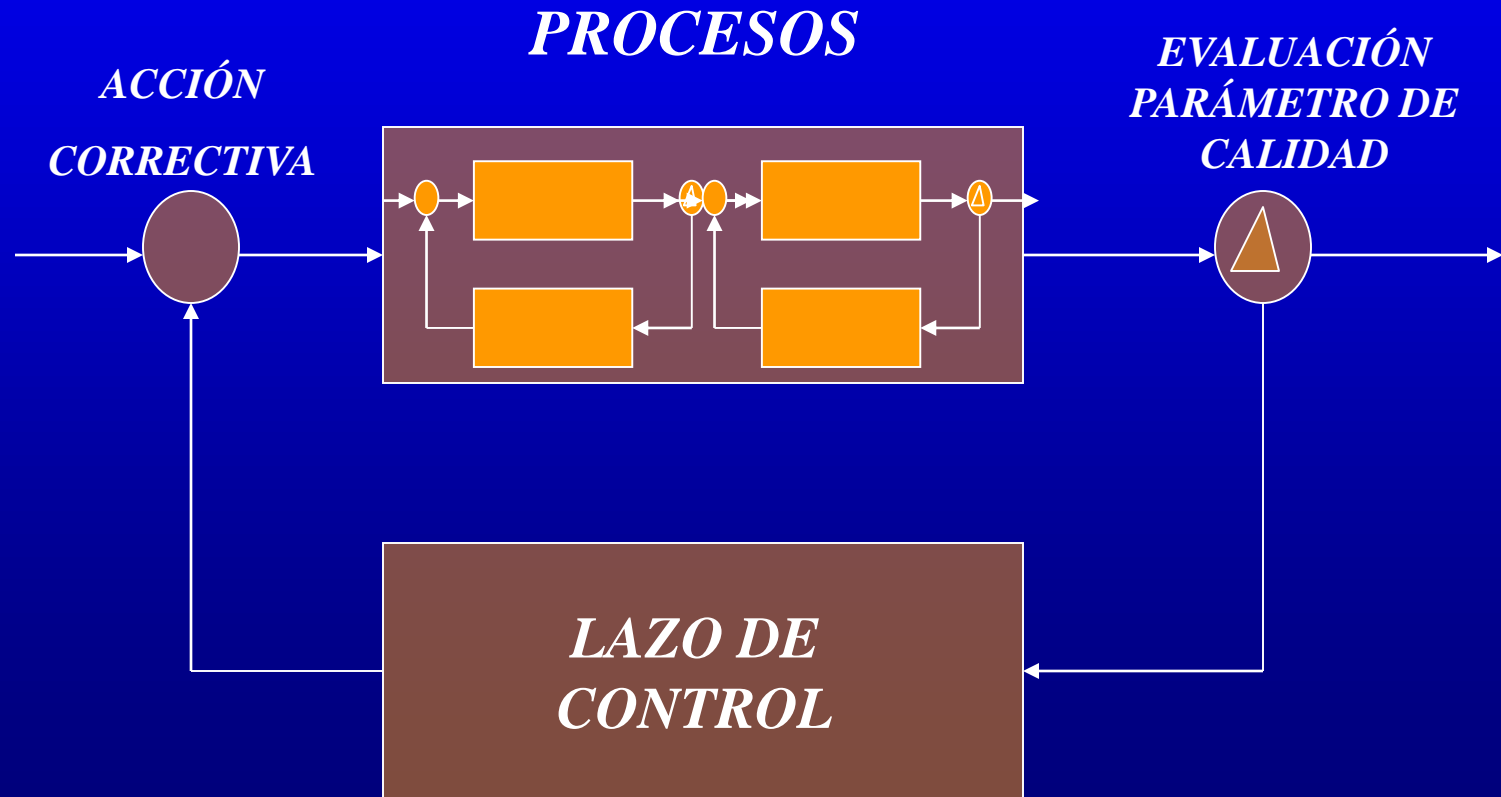 PROCESOS
ACCIÓN
CORRECTIVA
EVALUACIÓN
PARÁMETRO DE
CALIDAD
LAZO DE
CONTROL